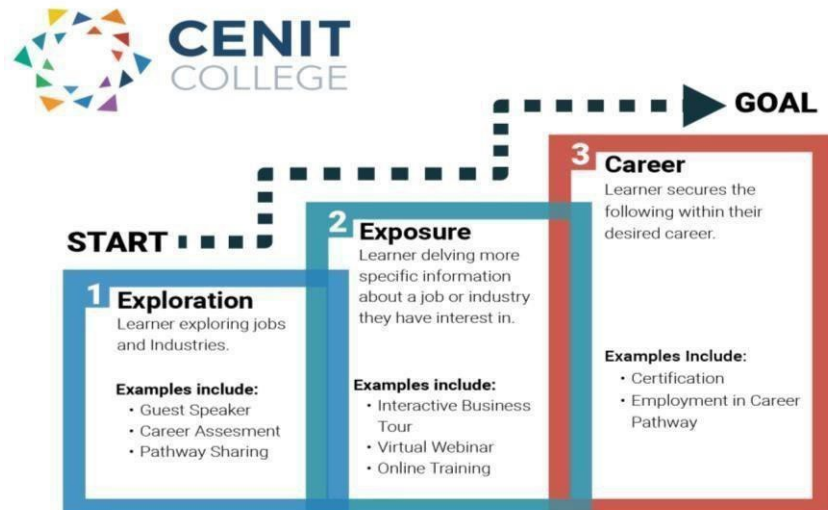 CENIT
COLLEGE
GOAL
START
1 Exploration
Learner exploring jobs
and Industries.
Examples include:
• Guest Speaker
• Career Assesment
• Pathway Sharing
2 Exposure
Learner delving more
specific information
about a job or industry
they have interest in.
Examples include:
• Interactive Business
Tour
• Virtual Webinar
• Online Training
3 Career
Learner secures the
following within their
desired career.
Examples Include:
• Certification
• Employment in Career
Pathway